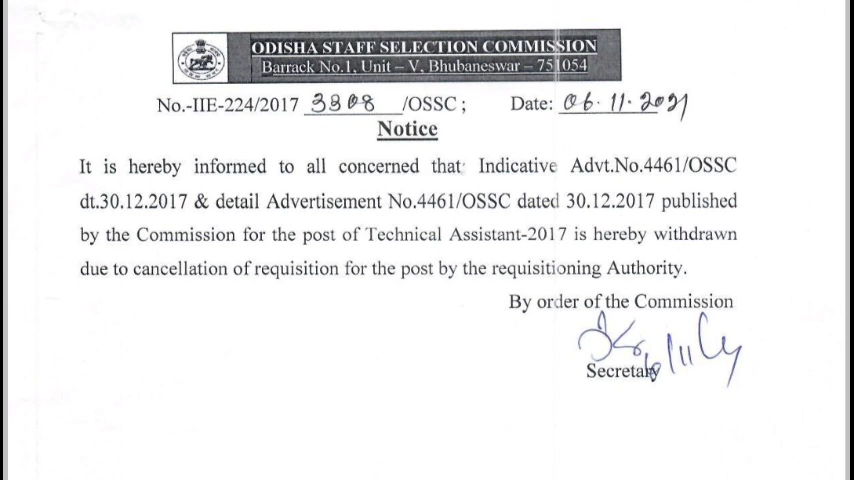 ODISHA STAFF SELECTION COMMISSION
Barrack No.1, Unit – V, Bhubaneswar – 751054
No.-IIE-224/2017 3308 /OSSC ; Date: 06.11.2021
Notice
It is hereby informed to all concerned that Indicative Advt.No.4461/OSSC
dt.30.12.2017 & detail Advertisement No.4461/OSSC dated 30.12.2017 published
by the Commission for the post of Technical Assistant-2017 is hereby withdrawn
due to cancellation of requisition for the post by the requisitioning Authority.
By order of the Commission
Secretary